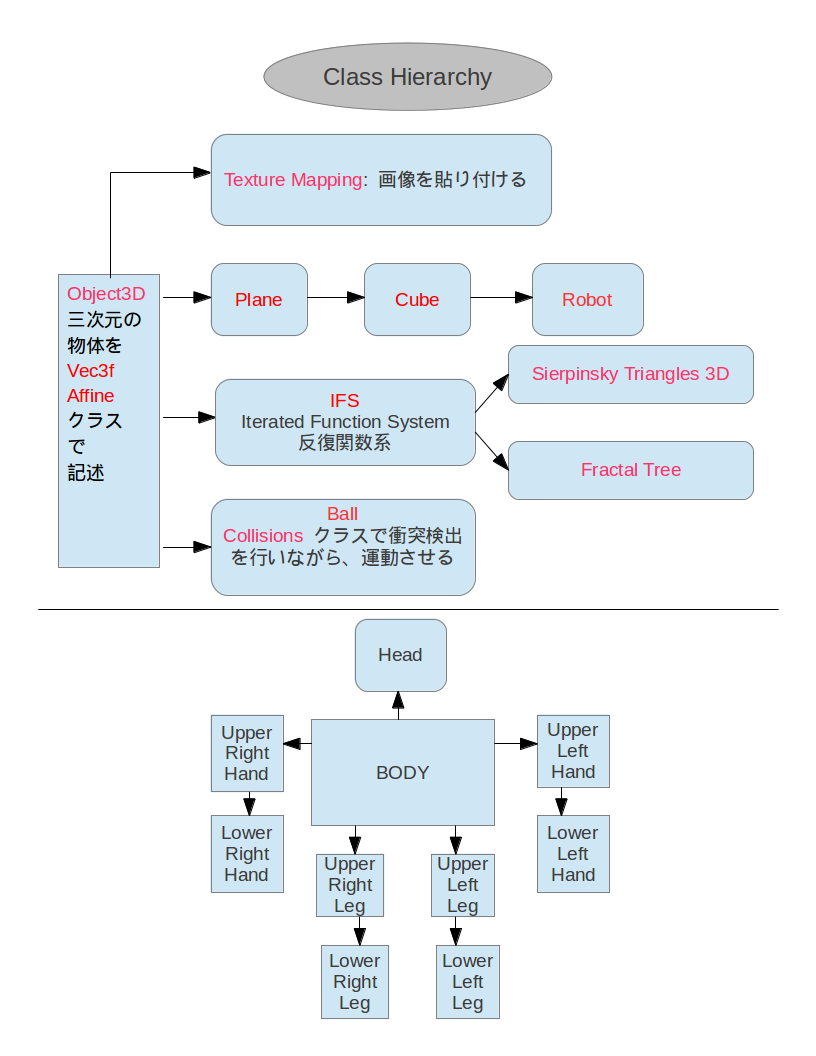 Class Hierarchy
Texture Mapping: 画像を貼り付ける
Object3D
三次元の
物体を
Vec3f
Affine
クラス
で
記述
Plane
Cube
Robot
IFS
Iterated Function System
反復関数系
Sierpinsky Triangles 3D
Fractal Tree
Ball
Collisions クラスで衝突検出
を行いながら、運動させる
Head
BODY
Upper
Right
Hand
Lower
Right
Hand
Upper
Left
Hand
Lower
Left
Hand
Upper
Right
Leg
Lower
Right
Leg
Upper
Left
Leg
Lower
Left
Leg